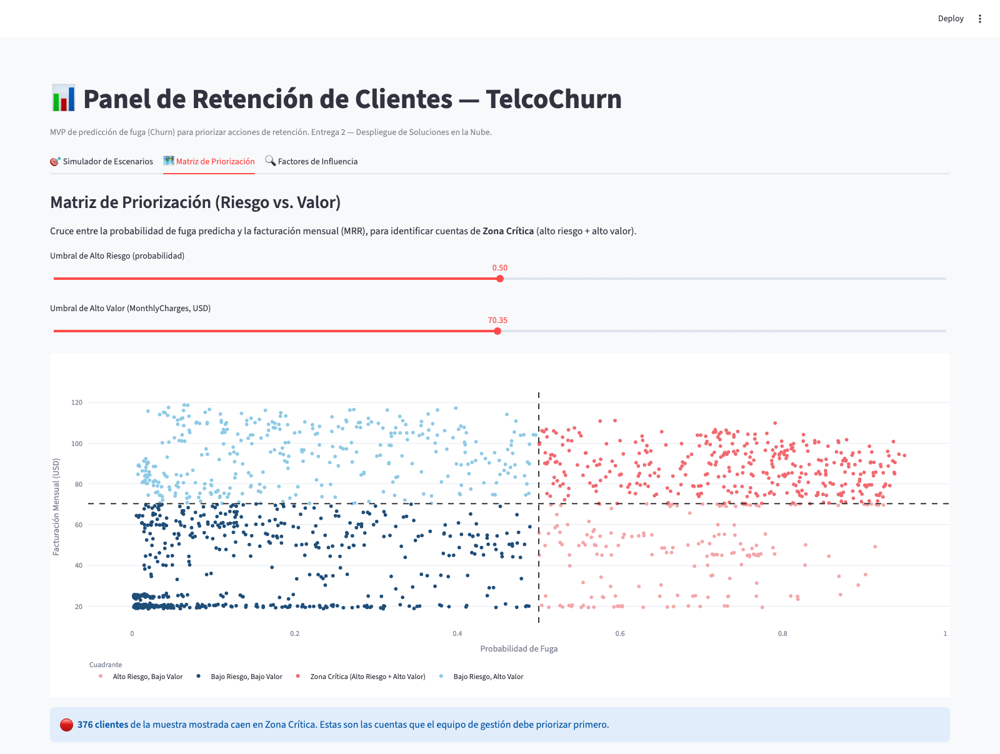 Deploy
Panel de Retención de Clientes — TelcoChurn
MVP de predicción de fuga (Churn) para priorizar acciones de retención. Entrega 2 — Despliegue de Soluciones en la Nube.
Simulador de Escenarios
Matriz de Priorización
Factores de Influencia
Matriz de Priorización (Riesgo vs. Valor)
Cruce entre la probabilidad de fuga predicha y la facturación mensual (MRR), para identificar cuentas de Zona Crítica (alto riesgo + alto valor).
Umbral de Alto Riesgo (probabilidad)
0.50
Umbral de Alto Valor (MonthlyCharges, USD)
70.35
Facturación Mensual (USD)
120
100
80
60
40
20
0 0.2 0.4 0.6 0.8 1
Probabilidad de Fuga
Cuadrante
Alto Riesgo, Bajo Valor
Bajo Riesgo, Bajo Valor
Zona Crítica (Alto Riesgo + Alto Valor)
Bajo Riesgo, Alto Valor
376 clientes de la muestra mostrada caen en Zona Crítica. Estas son las cuentas que el equipo de gestión debe priorizar primero.